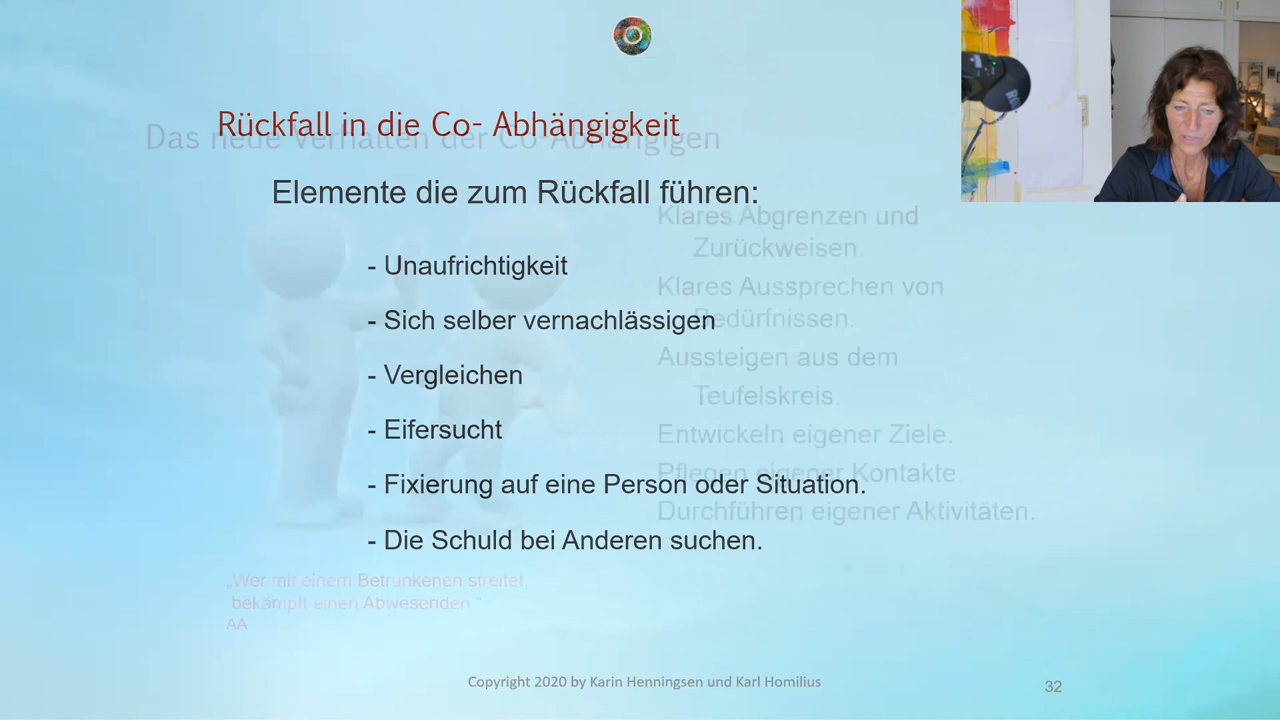 Rückfall in die Co- Abhängigkeit
Das neue Verhalten der Co-Abhängigen
Elemente die zum Rückfall führen:
- Unaufrichtigkeit
- Sich selber vernachlässigen
- Vergleichen
- Eifersucht
- Fixierung auf eine Person oder Situation.
- Die Schuld bei Anderen suchen.
Klares Abgrenzen und
Zurückweisen.
Klares Aussprechen von
Bedürfnissen.
Aussteigen aus dem
Teufelskreis
Entwickeln eigener Ziele.
Pflegen eigener Kontakte.
Durchführen eigener Aktivitäten.
„Wer mit einem Betrunkenen streitet,
bekämpft einen Abwesenden.“
AA
Copyright 2020 by Karin Henningsen und Karl Homilius
32